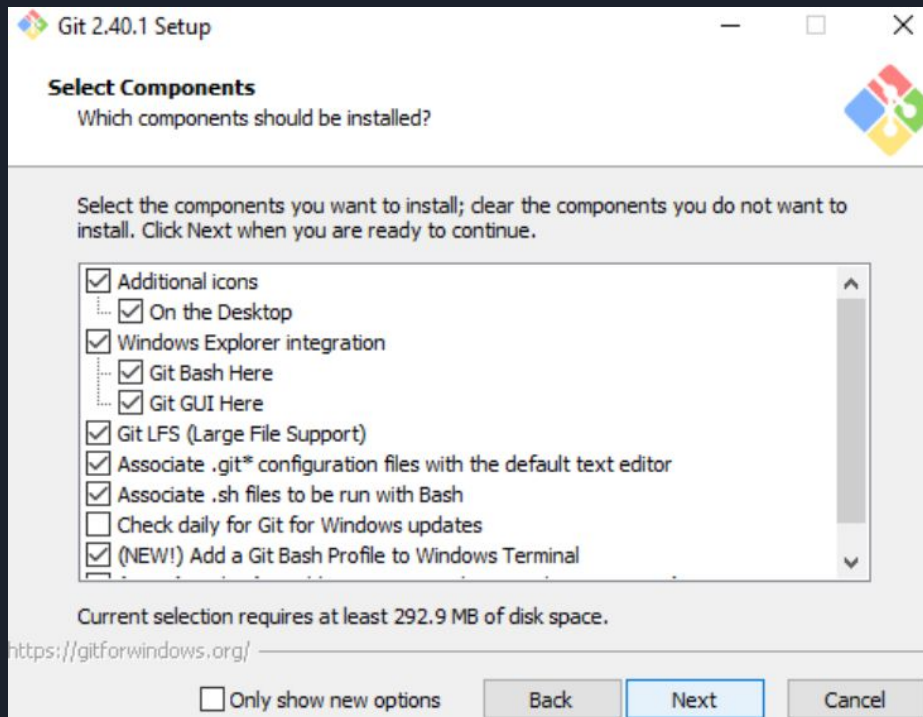 Git 2.40.1 Setup
Select Components
Which components should be installed?
Select the components you want to install; clear the components you do not want to
install. Click Next when you are ready to continue.
Additional icons
On the Desktop
Windows Explorer integration
Git Bash Here
Git GUI Here
Git LFS (Large File Support)
Associate .git* configuration files with the default text editor
Associate .sh files to be run with Bash
Check daily for Git for Windows updates
(NEW!) Add a Git Bash Profile to Windows Terminal
Current selection requires at least 292.9 MB of disk space.
https://gitforwindows.org/
Only show new options Back Next Cancel